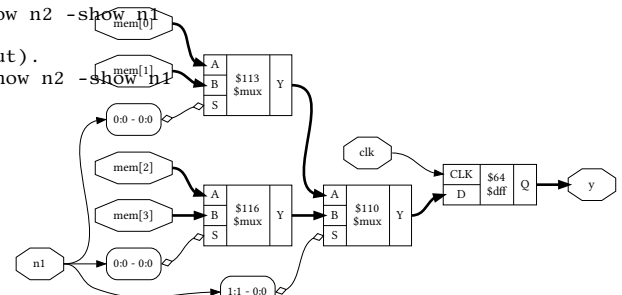 ow n2 -show n1
ut).
how n2 -show n1
mem[0]
mem[1]
A
B
S
$113
$mux
Y
0:0 - 0:0
mem[2]
mem[3]
A
B
S
$116
$mux
Y
n1
0:0 - 0:0
1:1 - 0:0
A
B
S
$110
$mux
Y
clk
CLK
D
$64
$dff
Q
y